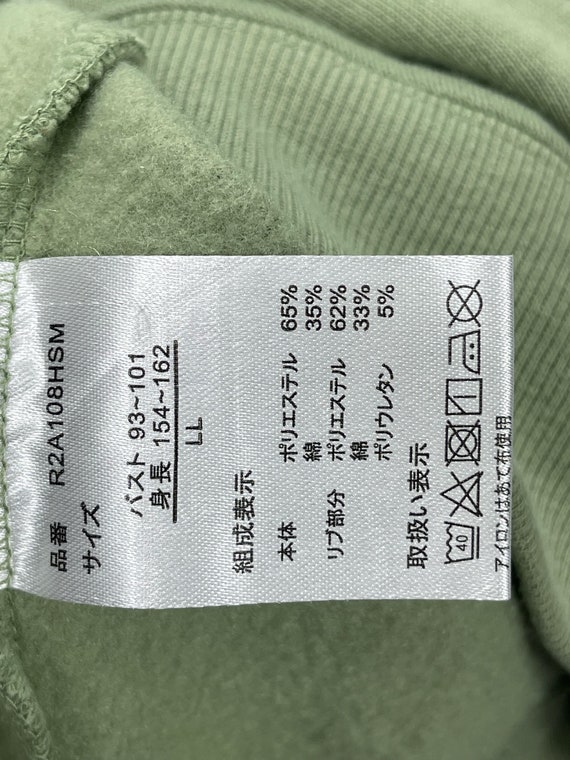 品番 R2A108HSM
サイズ
バスト 93~101
身長 154~162
LL
組成表示
本体 ポリエステル 65%
綿 35%
リブ部分 ポリエステル 62%
綿 33%
ポリウレタン 5%
取扱い表示
40
アイロンはあて布使用